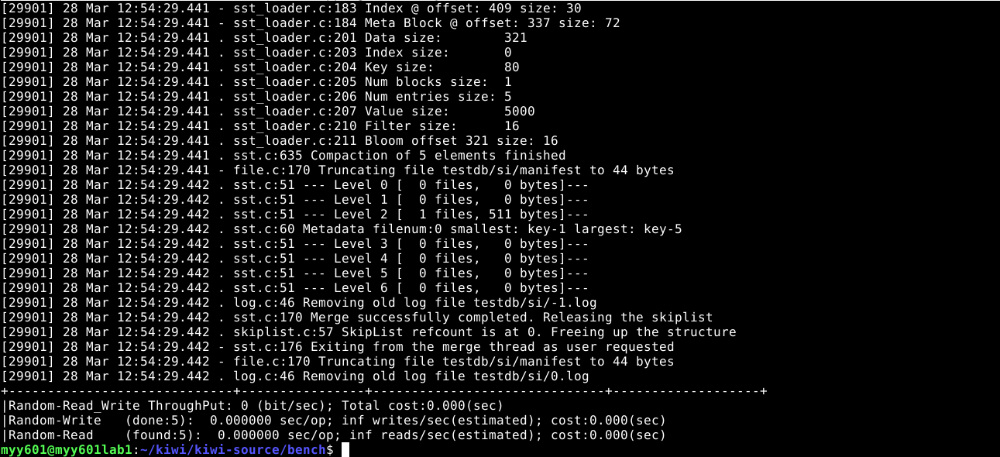 [29901] 28 Mar 12:54:29.441 - sst_loader.c:183 Index @ offset: 409 size: 30
[29901] 28 Mar 12:54:29.441 - sst_loader.c:184 Meta Block @ offset: 337 size: 72
[29901] 28 Mar 12:54:29.441 . sst_loader.c:201 Data size:        321
[29901] 28 Mar 12:54:29.441 . sst_loader.c:203 Index size:       0
[29901] 28 Mar 12:54:29.441 . sst_loader.c:204 Key size:         80
[29901] 28 Mar 12:54:29.441 . sst_loader.c:205 Num blocks size:  1
[29901] 28 Mar 12:54:29.441 . sst_loader.c:206 Num entries size: 5
[29901] 28 Mar 12:54:29.441 . sst_loader.c:207 Value size:       5000
[29901] 28 Mar 12:54:29.441 . sst_loader.c:210 Filter size:      16
[29901] 28 Mar 12:54:29.441 . sst_loader.c:211 Bloom offset 321 size: 16
[29901] 28 Mar 12:54:29.441 . sst.c:635 Compaction of 5 elements finished
[29901] 28 Mar 12:54:29.441 - file.c:170 Truncating file testdb/si/manifest to 44 bytes
[29901] 28 Mar 12:54:29.442 . sst.c:51 --- Level 0 [  0 files,   0 bytes]---
[29901] 28 Mar 12:54:29.442 . sst.c:51 --- Level 1 [  0 files,   0 bytes]---
[29901] 28 Mar 12:54:29.442 . sst.c:51 --- Level 2 [  1 files, 511 bytes]---
[29901] 28 Mar 12:54:29.442 . sst.c:60 Metadata filenum:0 smallest: key-1 largest: key-5
[29901] 28 Mar 12:54:29.442 . sst.c:51 --- Level 3 [  0 files,   0 bytes]---
[29901] 28 Mar 12:54:29.442 . sst.c:51 --- Level 4 [  0 files,   0 bytes]---
[29901] 28 Mar 12:54:29.442 . sst.c:51 --- Level 5 [  0 files,   0 bytes]---
[29901] 28 Mar 12:54:29.442 . sst.c:51 --- Level 6 [  0 files,   0 bytes]---
[29901] 28 Mar 12:54:29.442 . log.c:46 Removing old log file testdb/si/-1.log
[29901] 28 Mar 12:54:29.442 . sst.c:170 Merge successfully completed. Releasing the skiplist
[29901] 28 Mar 12:54:29.442 . skiplist.c:57 SkipList refcount is at 0. Freeing up the structure
[29901] 28 Mar 12:54:29.442 - sst.c:176 Exiting from the merge thread as user requested
[29901] 28 Mar 12:54:29.442 - file.c:170 Truncating file testdb/si/manifest to 44 bytes
[29901] 28 Mar 12:54:29.442 . log.c:46 Removing old log file testdb/si/0.log
+-----------------------------+----------------+------------------------------+-------------------+
|Random-Read_Write ThroughPut: 0 (bit/sec); Total cost:0.000(sec)
|Random-Write   (done:5):  0.000000 sec/op; inf writes/sec(estimated); cost:0.000(sec)
|Random-Read    (found:5):  0.000000 sec/op; inf reads/sec(estimated); cost:0.000(sec)
myy601@myy601lab1:~/kiwi/kiwi-source/bench$